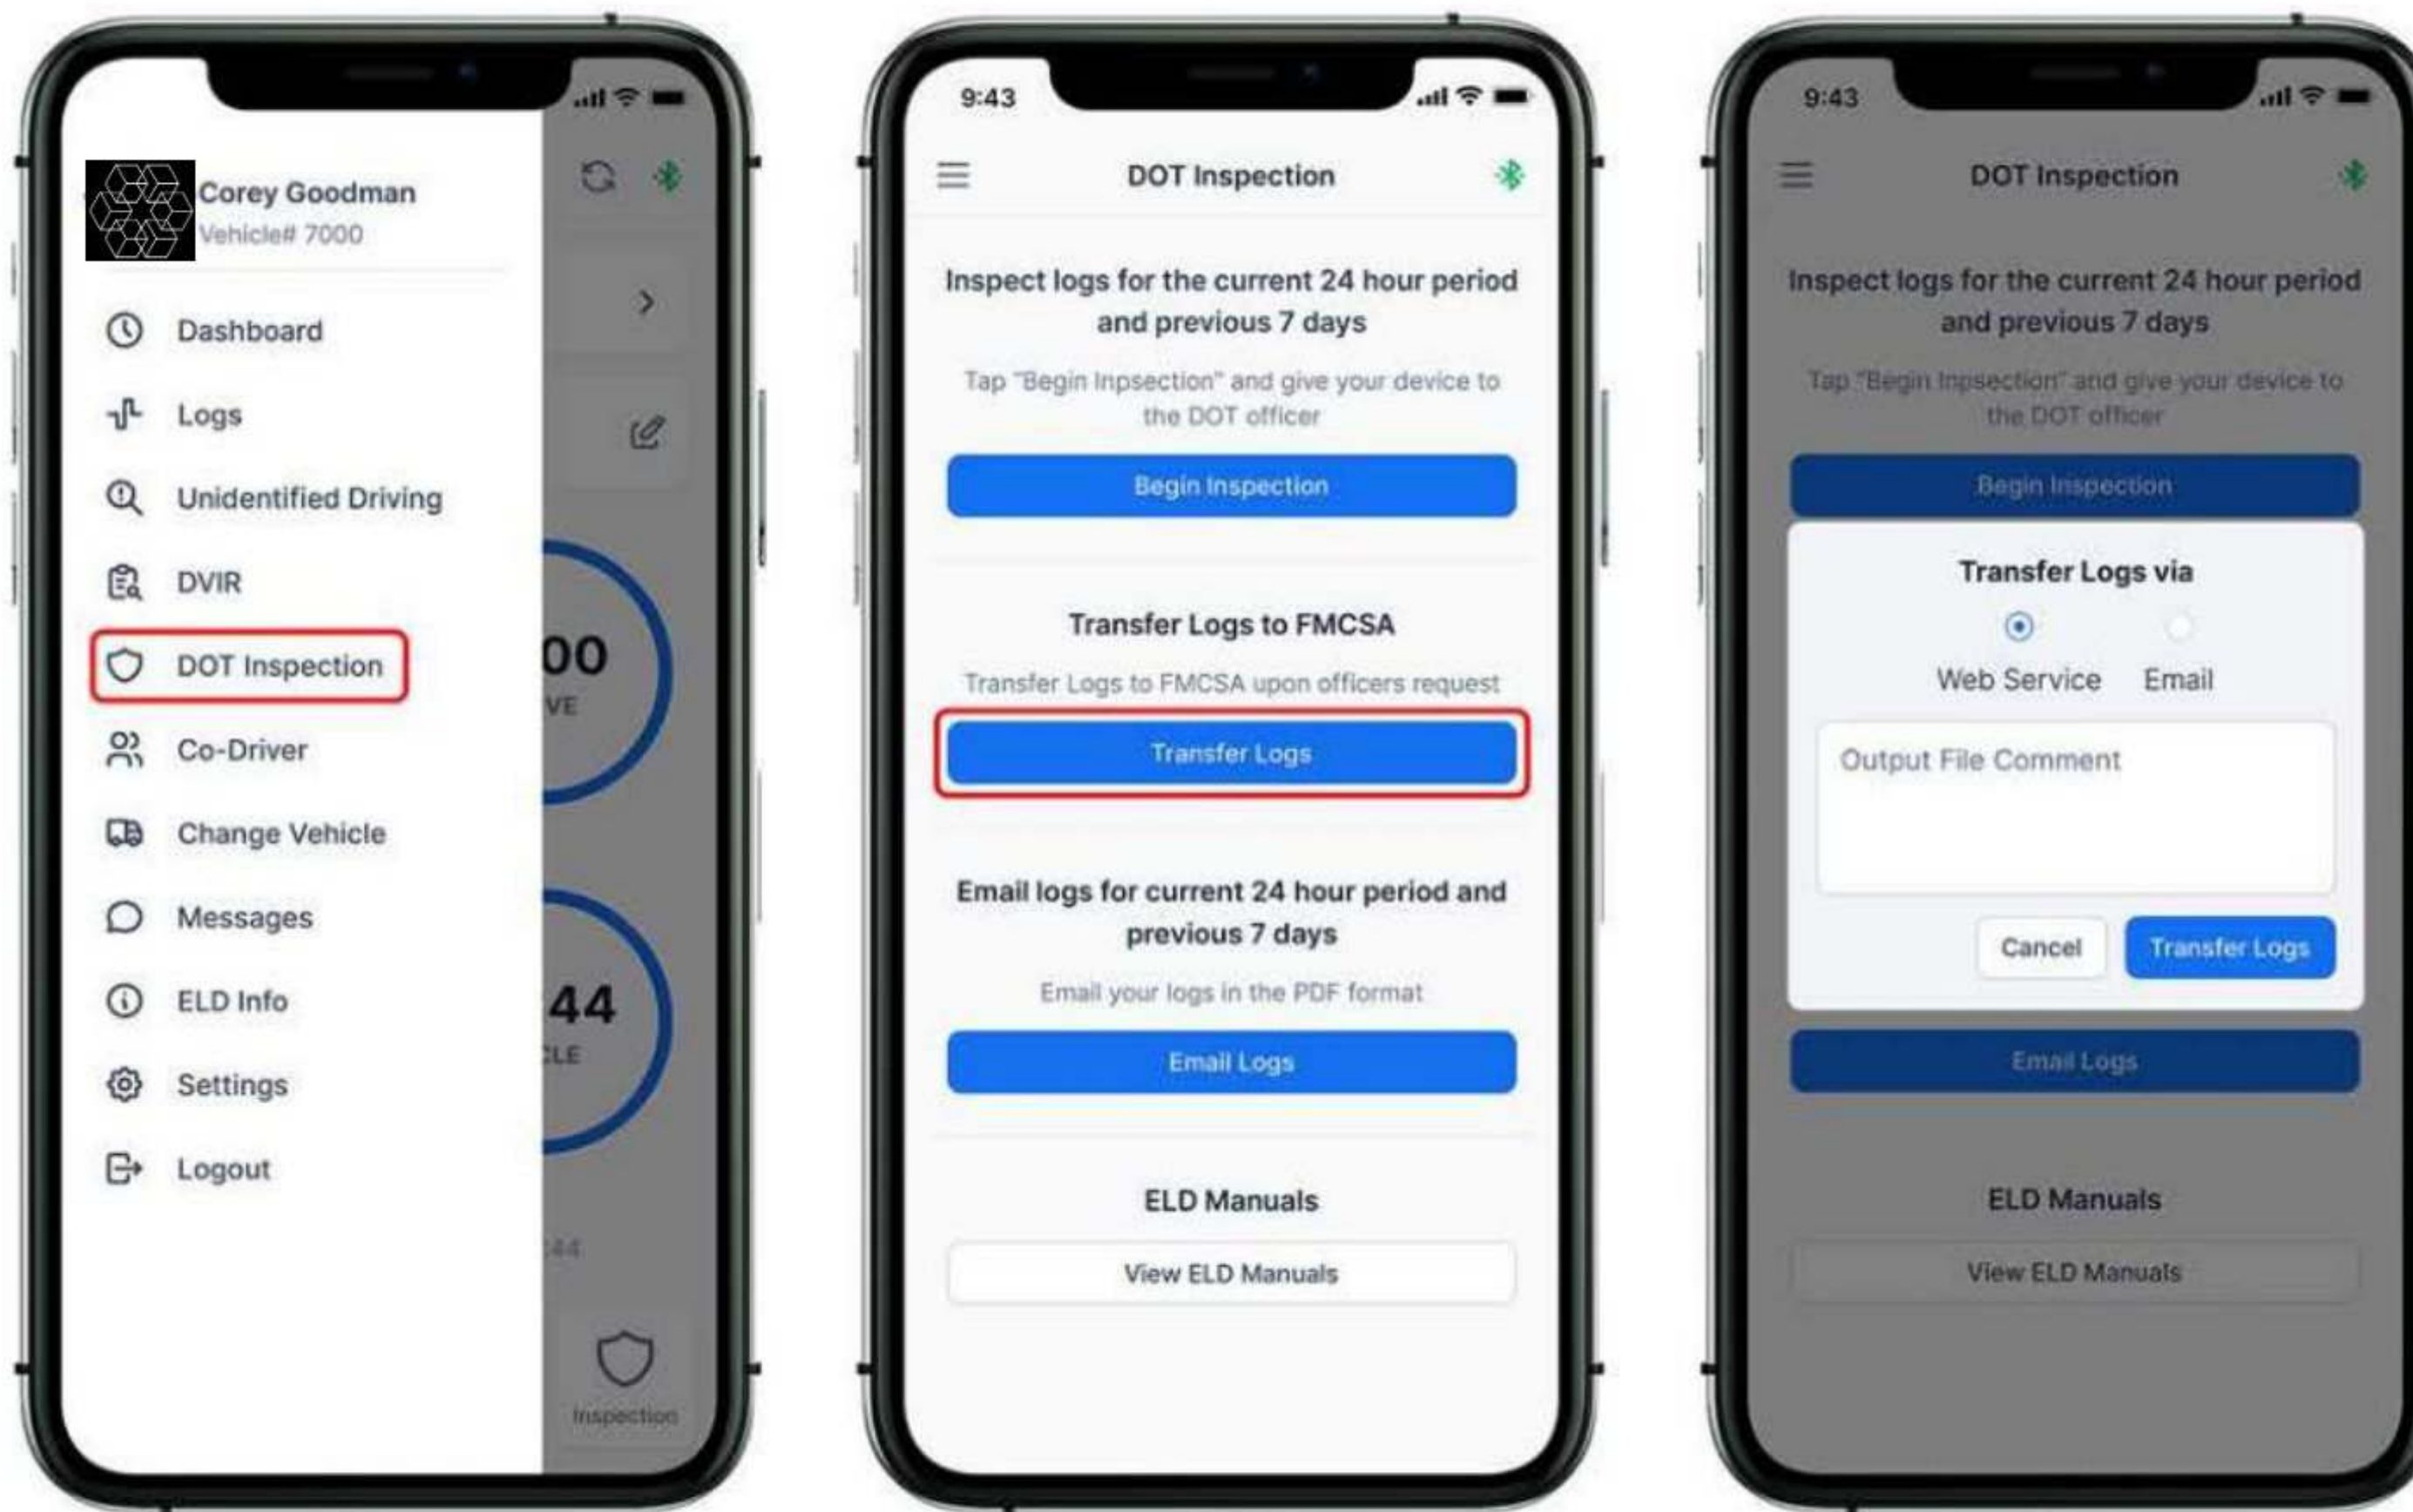 Corey Goodman
Vehicle# 7000
Dashboard
Logs
Unidentified Driving
DVIR
DOT Inspection
Co-Driver
Change Vehicle
Messages
ELD Info
Settings
Logout
00
VE
44
CLE
:44
Inspection
9:43
DOT Inspection
Inspect logs for the current 24 hour period
and previous 7 days
Tap "Begin Inpsection" and give your device to
the DOT officer
Begin Inspection
Transfer Logs to FMCSA
Transfer Logs to FMCSA upon officers request
Transfer Logs
Email logs for current 24 hour period and
previous 7 days
Email your logs in the PDF format
Email Logs
ELD Manuals
View ELD Manuals
9:43
DOT Inspection
Inspect logs for the current 24 hour period
and previous 7 days
Tap "Begin Inpsection" and give your device to
the DOT officer
Begin Inspection
Transfer Logs via
Web Service Email
Output File Comment
Cancel Transfer Logs
Email Logs
ELD Manuals
View ELD Manuals